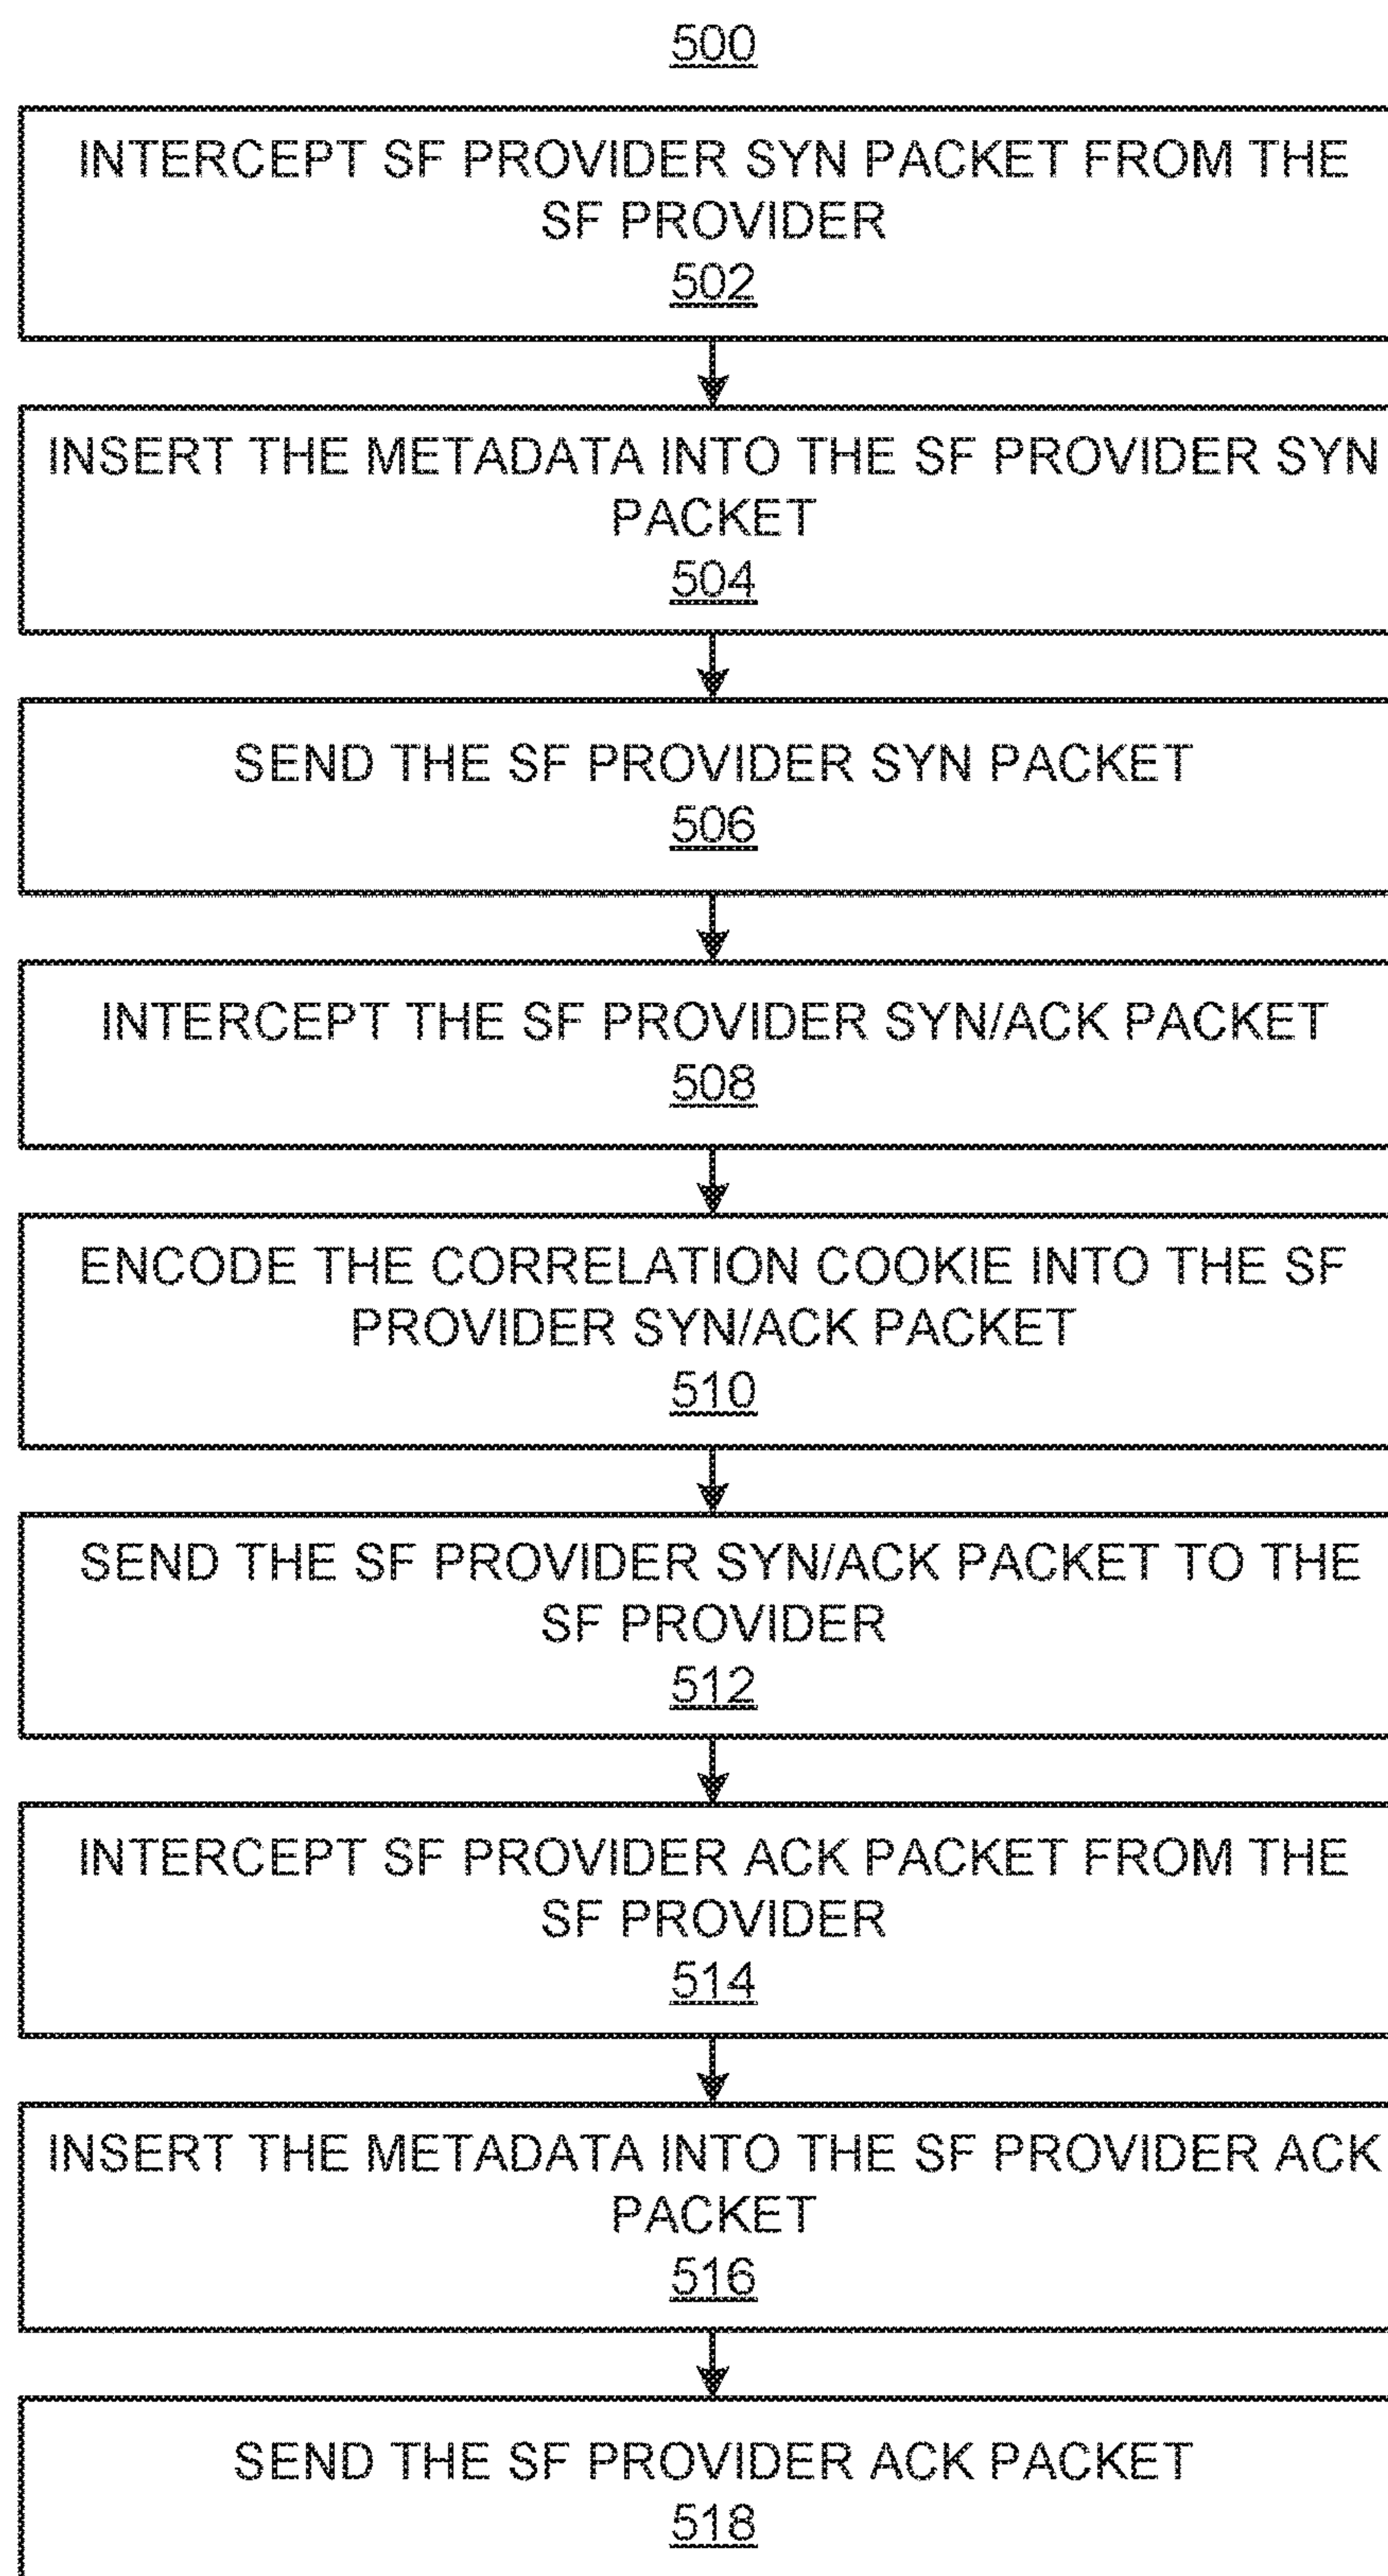 500
INTERCEPT SF PROVIDER SYN PACKET FROM THE
SF PROVIDER
502
INSERT THE METADATA INTO THE SF PROVIDER SYN
PACKET
504
SEND THE SF PROVIDER SYN PACKET
506
INTERCEPT THE SF PROVIDER SYN/ACK PACKET
508
ENCODE THE CORRELATION COOKIE INTO THE SF
PROVIDER SYN/ACK PACKET
510
SEND THE SF PROVIDER SYN/ACK PACKET TO THE
SF PROVIDER
512
INTERCEPT SF PROVIDER ACK PACKET FROM THE
SF PROVIDER
514
INSERT THE METADATA INTO THE SF PROVIDER ACK
PACKET
516
SEND THE SF PROVIDER ACK PACKET
518